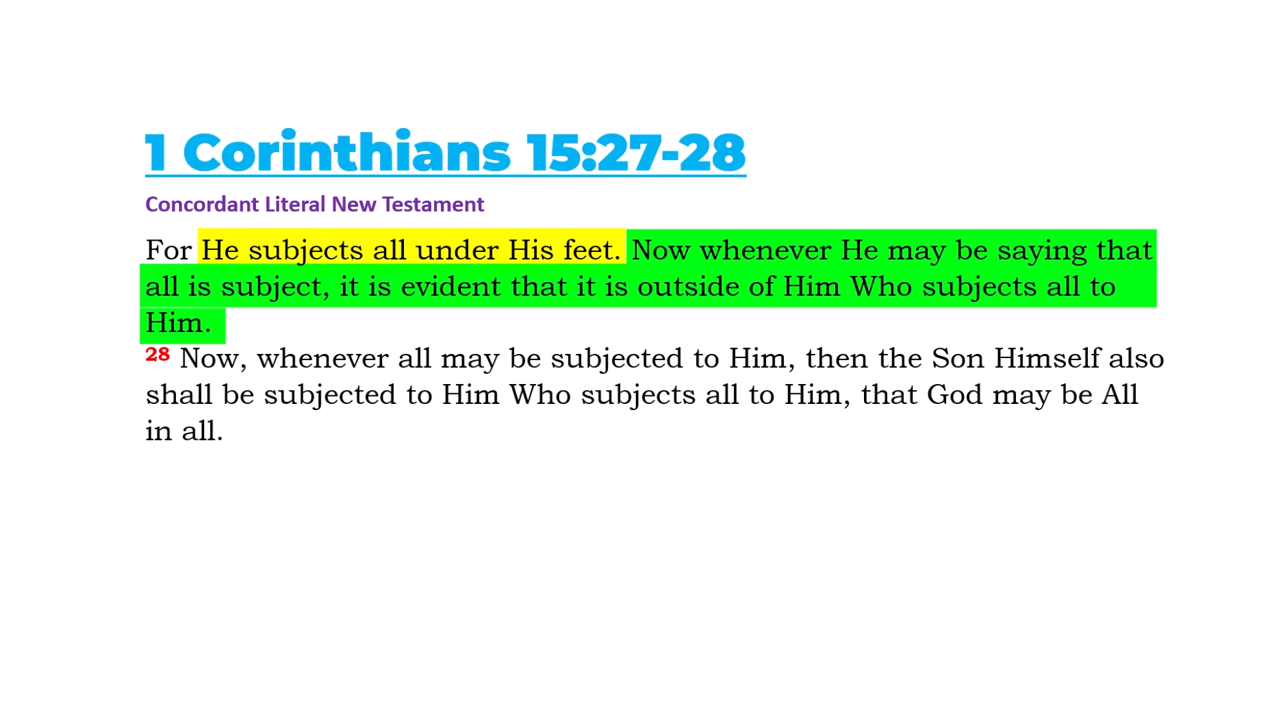 1 Corinthians 15:27-28
Concordant Literal New Testament
For He subjects all under His feet. Now whenever He may be saying that
all is subject, it is evident that it is outside of Him Who subjects all to
Him.
28 Now, whenever all may be subjected to Him, then the Son Himself also
shall be subjected to Him Who subjects all to Him, that God may be All
in all.